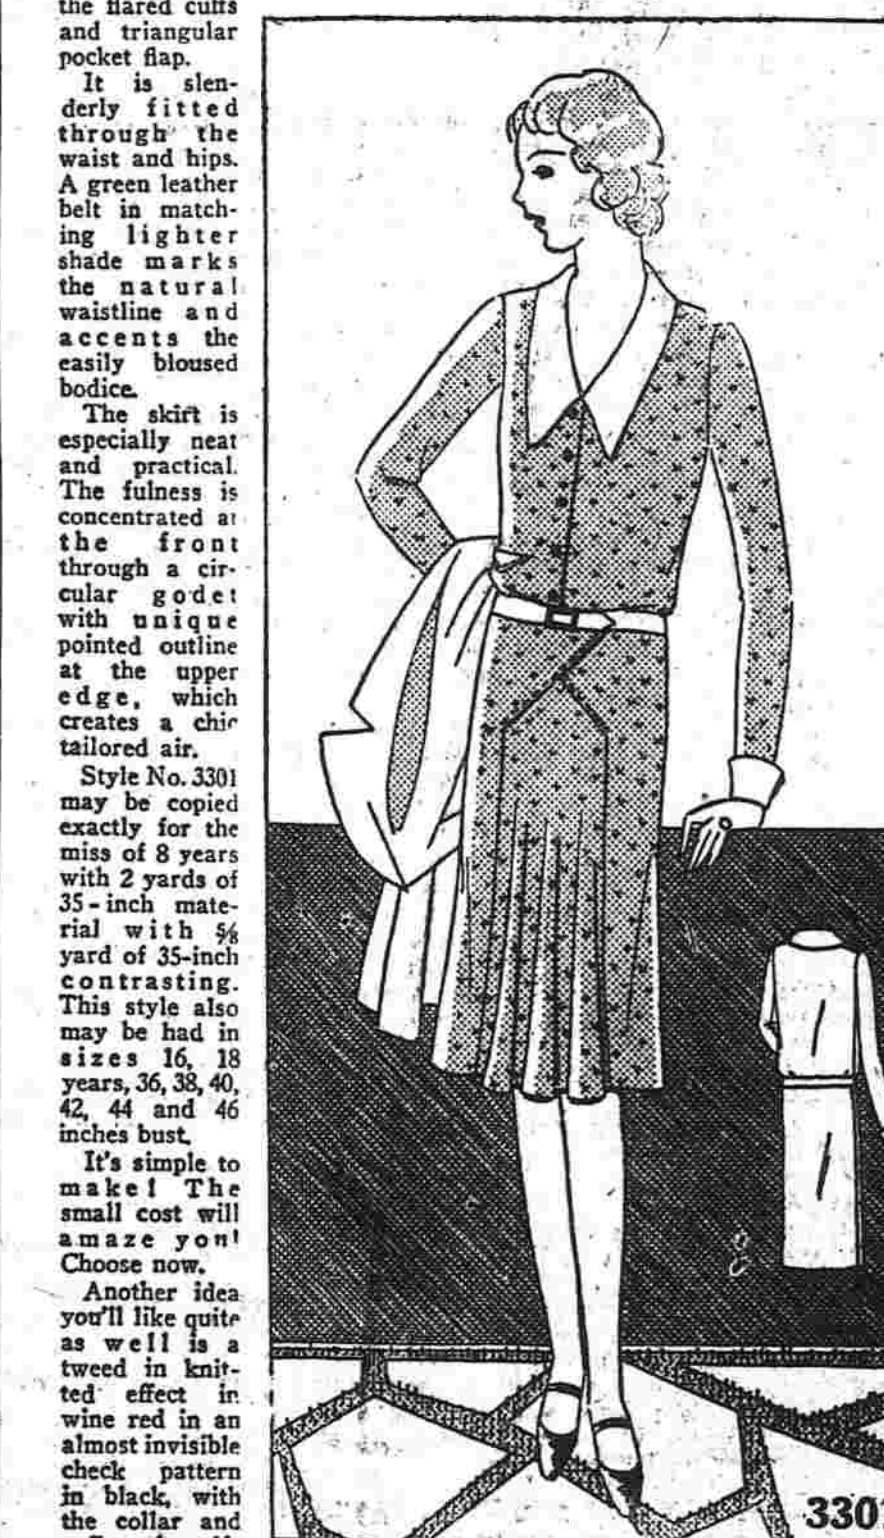 the flared cuffs
and triangular
pocket flap.
It is slen-
derly fitted
through the
waist and hips.
A green leather
belt in match-
ing lighter
shade marks
the natural
waistline and
accents the
easily bloused
bodice.
The skirt is
especially neat
and practical.
The fulness is
concentrated at
the front
through a cir-
cular godet
with unique
pointed outline
at the upper
edge, which
creates a chic
tailored air.
Style No. 3301
may be copied
exactly for the
miss of 8 years
with 2 yards of
35-inch mate-
rial with ⅝
yard of 35-inch
contrasting.
This style also
may be had in
sizes 16, 18
years, 36, 38, 40,
42, 44 and 46
inches bust.
It's simple to
make! The
small cost will
amaze you!
Choose now.
Another idea
you'll like quite
as well is a
tweed in knit-
ted effect in
wine red in an
almost invisible
check pattern
in black, with
the collar and
330